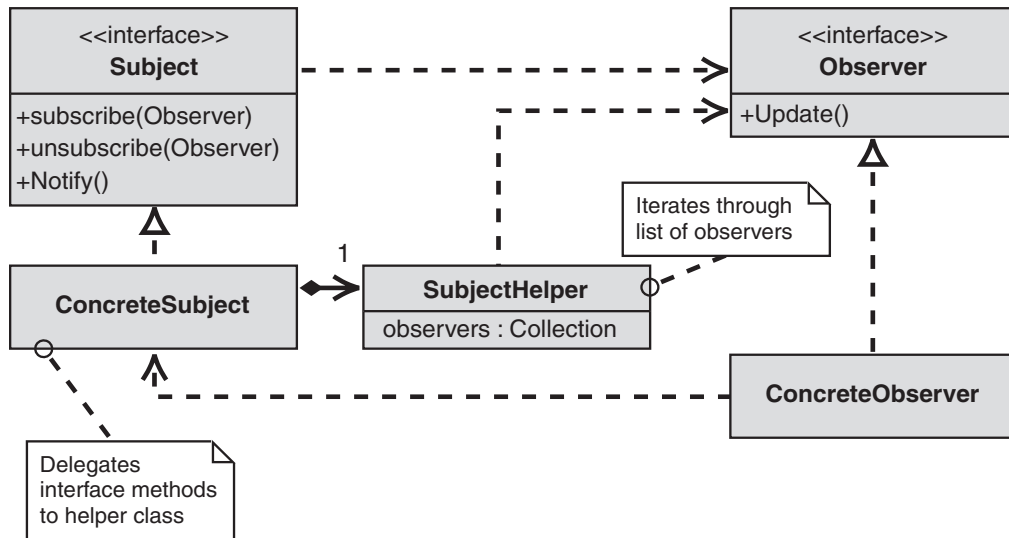 <<interface>>
Subject
+subscribe(Observer)
+unsubscribe(Observer)
+Notify()
<<interface>>
Observer
+Update()
Iterates through
list of observers
1
ConcreteSubject
SubjectHelper
observers : Collection
ConcreteObserver
Delegates
interface methods
to helper class